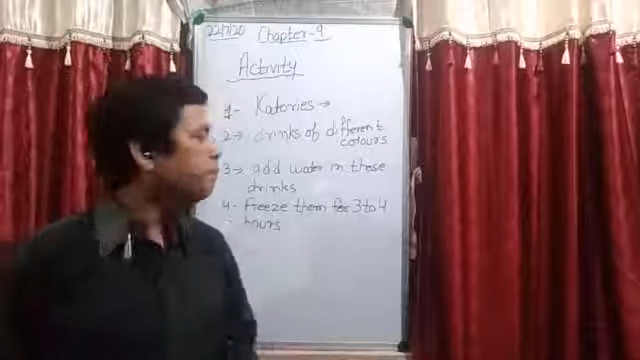 22/7/20 Chapter-9
Activity
1- Katories →
2→ drinks of different
colours
3→ Add water in these
drinks
4- Freeze them for 3 to 4
hours